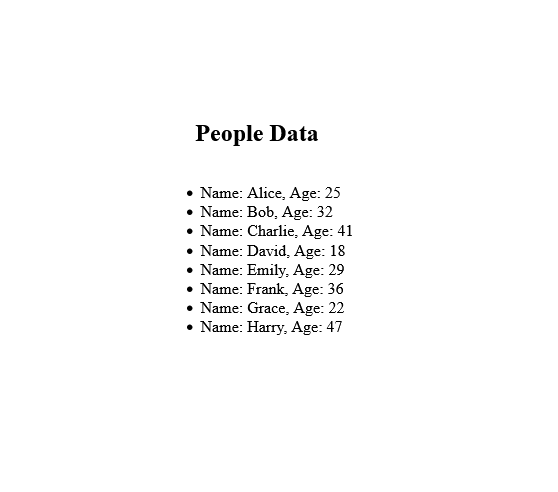 People Data
Name: Alice, Age: 25
Name: Bob, Age: 32
Name: Charlie, Age: 41
Name: David, Age: 18
Name: Emily, Age: 29
Name: Frank, Age: 36
Name: Grace, Age: 22
Name: Harry, Age: 47